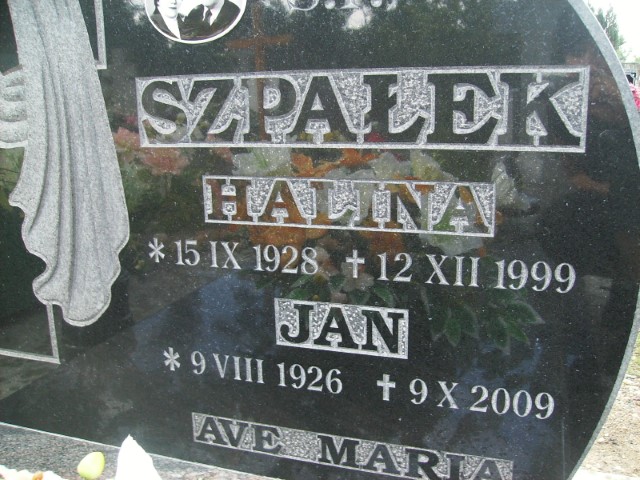 Ś.P.
SZPAŁEK
HALINA
* 15 IX 1928 ✝ 12 XII 1999
JAN
* 9 VIII 1926 ✝ 9 X 2009
AVE MARIA